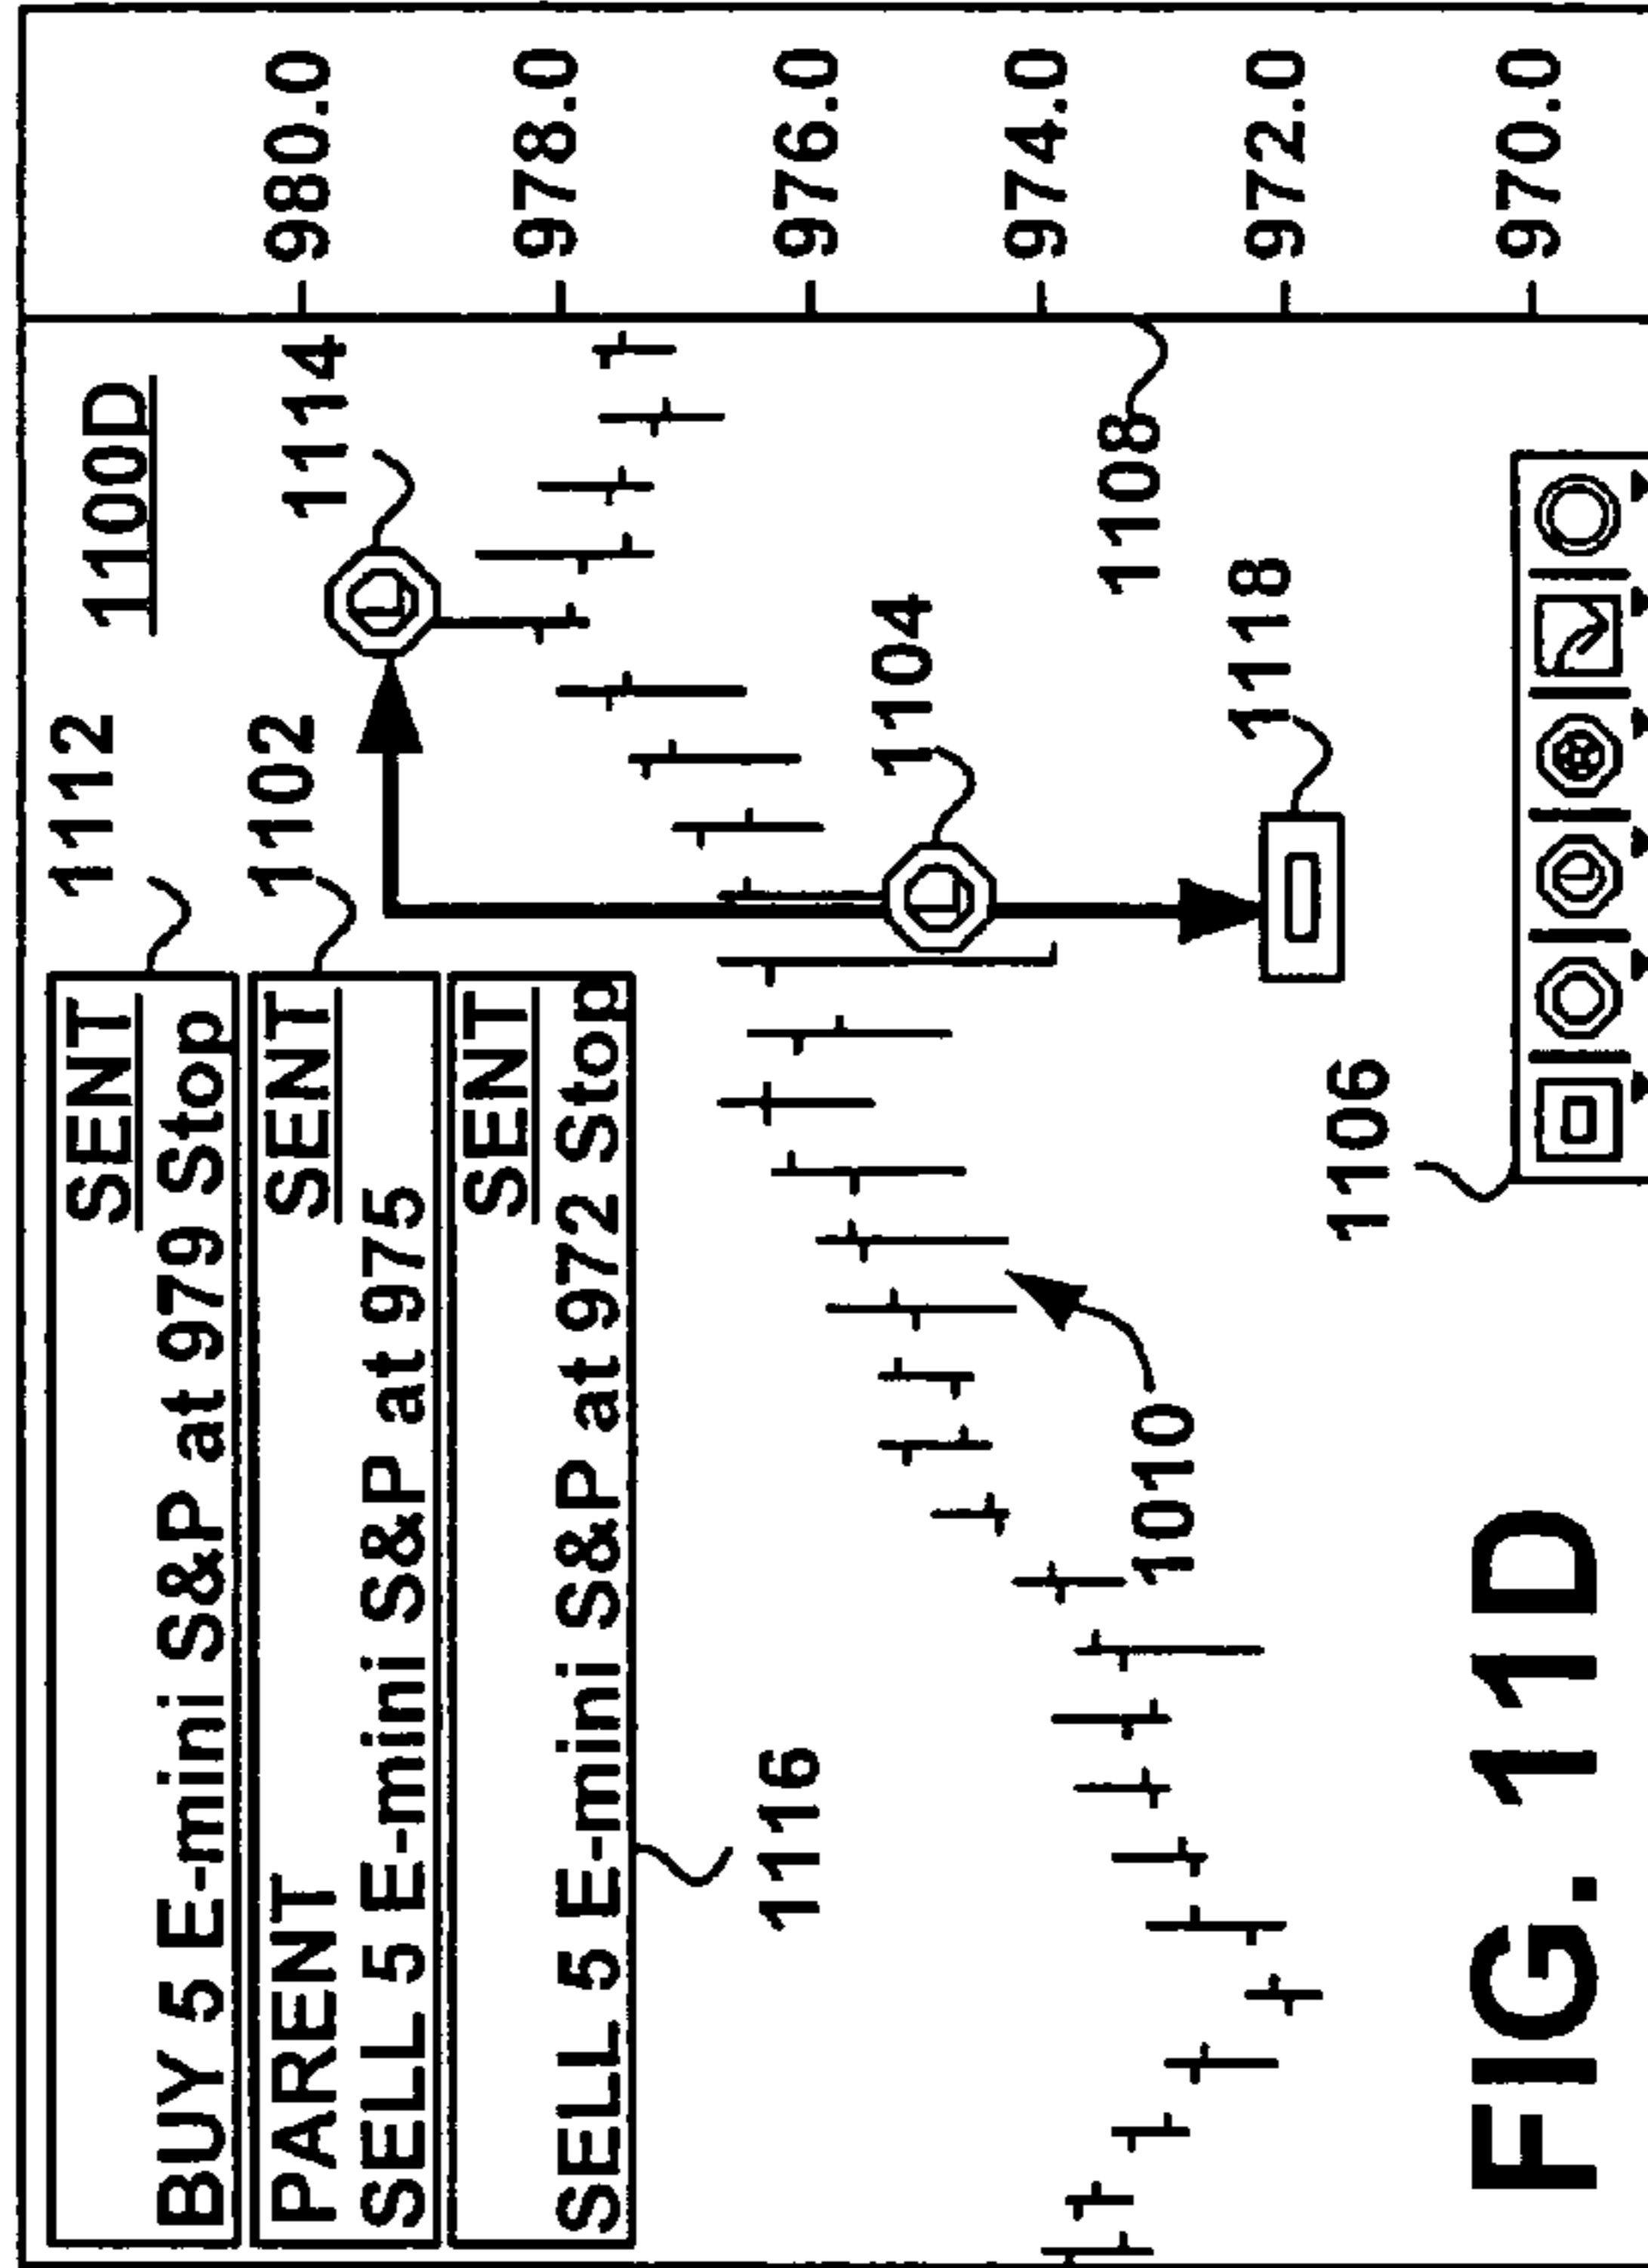 1112
1100D
SENT
BUY 5 E-mini S&P at 979 Stop
1102
1114
980.0
PARENT
SENT
SELL 5 E-mini S&P at 975
SENT
SELL 5 E-mini S&P at 972 Stop
978.0
1116
976.0
1104
974.0
1010
1108
1118
972.0
1106
970.0
FIG. 11D